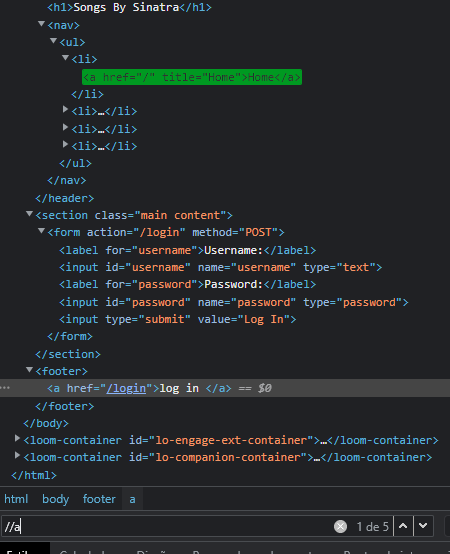 <h1>Songs By Sinatra</h1>
<nav>
<ul>
<li>
<a href="/" title="Home">Home</a>
</li>
<li>…</li>
<li>…</li>
<li>…</li>
</ul>
</nav>
</header>
<section class="main content">
<form action="/login" method="POST">
<label for="username">Username:</label>
<input id="username" name="username" type="text">
<label for="password">Password:</label>
<input id="password" name="password" type="password">
<input type="submit" value="Log In">
</form>
</section>
<footer>
… <a href="/login">log in </a> == $0
</footer>
</body>
<loom-container id="lo-engage-ext-container">…</loom-container>
<loom-container id="lo-companion-container">…</loom-container>
</html>
html body footer a
//a 1 de 5